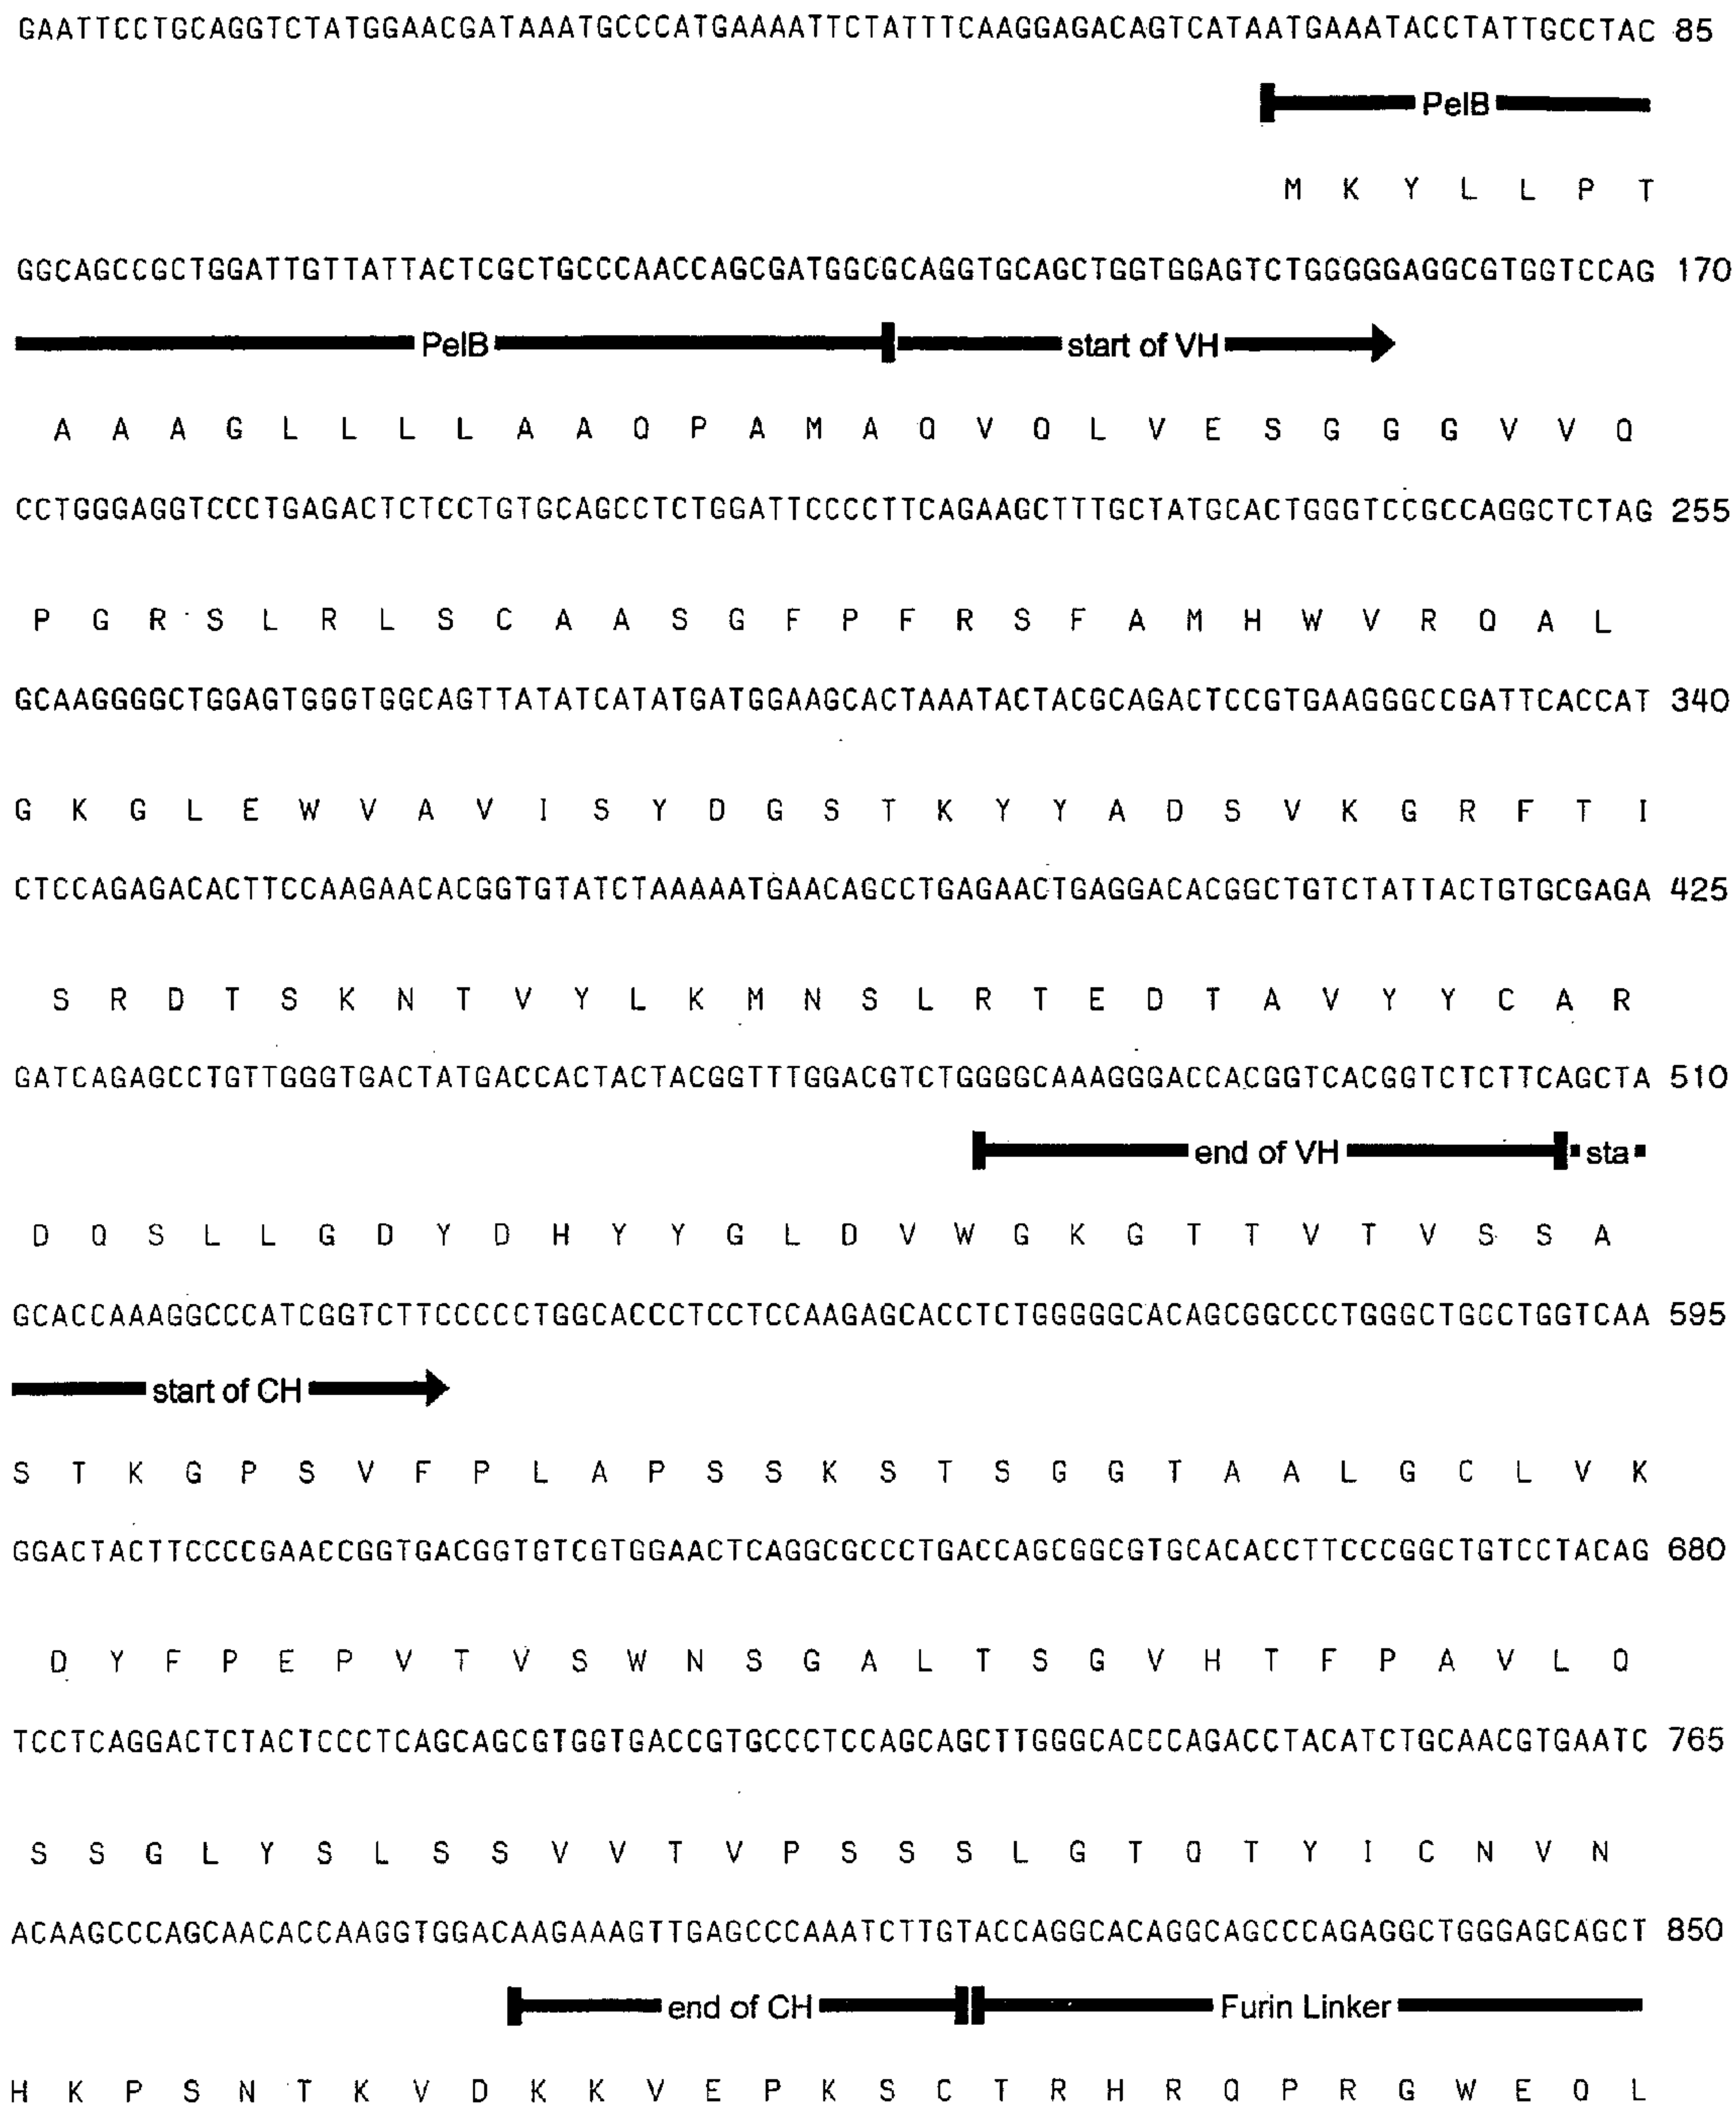 GAATTCCTGCAGGTCTATGGAACGATAAATGCCCATGAAAATTCTATTTCAAGGAGACAGTCATAATGAAATACCTATTGCCTAC 85
PelB
M K Y L L P T
GGCAGCCGCTGGATTGTTATTACTCGCTGCCCAACCAGCGATGGCGCAGGTGCAGCTGGTGGAGTCTGGGGGAGGCGTGGTCCAG 170
PelB start of VH
A A A G L L L L A A Q P A M A Q V Q L V E S G G G V V Q
CCTGGGAGGTCCCTGAGACTCTCCTGTGCAGCCTCTGGATTCCCCTTCAGAAGCTTTGCTATGCACTGGGTCCGCCAGGCTCTAG 255
P G R S L R L S C A A S G F P F R S F A M H W V R Q A L
GCAAGGGGCTGGAGTGGGTGGCAGTTATATCATATGATGGAAGCACTAAATACTACGCAGACTCCGTGAAGGGCCGATTCACCAT 340
G K G L E W V A V I S Y D G S T K Y Y A D S V K G R F T I
CTCCAGAGACACTTCCAAGAACACGGTGTATCTAAAAATGAACAGCCTGAGAACTGAGGACACGGCTGTCTATTACTGTGCGAGA 425
S R D T S K N T V Y L K M N S L R T E D T A V Y Y C A R
GATCAGAGCCTGTTGGGTGACTATGACCACTACTACGGTTTGGACGTCTGGGGCAAAGGGACCACGGTCACGGTCTCTTCAGCTA 510
end of VH sta
D Q S L L G D Y D H Y Y G L D V W G K G T T V T V S S A
GCACCAAAGGCCCATCGGTCTTCCCCCTGGCACCCTCCTCCAAGAGCACCTCTGGGGGCACAGCGGCCCTGGGCTGCCTGGTCAA 595
start of CH
S T K G P S V F P L A P S S K S T S G G T A A L G C L V K
GGACTACTTCCCCGAACCGGTGACGGTGTCGTGGAACTCAGGCGCCCTGACCAGCGGCGTGCACACCTTCCCGGCTGTCCTACAG 680
D Y F P E P V T V S W N S G A L T S G V H T F P A V L Q
TCCTCAGGACTCTACTCCCTCAGCAGCGTGGTGACCGTGCCCTCCAGCAGCTTGGGCACCCAGACCTACATCTGCAACGTGAATC 765
S S G L Y S L S S V V T V P S S S L G T Q T Y I C N V N
ACAAGCCCAGCAACACCAAGGTGGACAAGAAAGTTGAGCCCAAATCTTGTACCAGGCACAGGCAGCCCAGAGGCTGGGAGCAGCT 850
end of CH Furin Linker
H K P S N T K V D K K V E P K S C T R H R Q P R G W E Q L